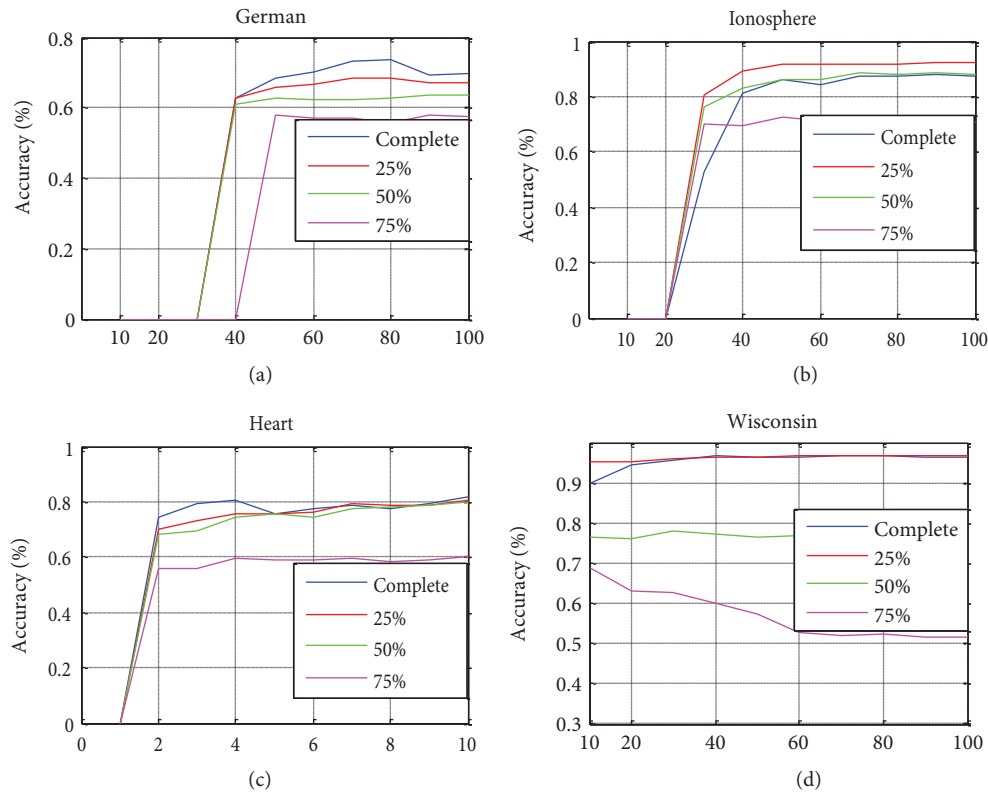 German
Accuracy (%)
0.8
0.6
0.4
0.2
0
10 20 40 60 80 100
Complete
25%
50%
75%
(a)
Ionosphere
Accuracy (%)
1
0.8
0.6
0.4
0.2
0
10 20 40 60 80 100
Complete
25%
50%
75%
(b)
Heart
Accuracy (%)
1
0.8
0.6
0.4
0.2
0
0 2 4 6 8 10
Complete
25%
50%
75%
(c)
Wisconsin
Accuracy (%)
0.9
0.8
0.7
0.6
0.5
0.4
0.3
10 20 40 60 80 100
Complete
25%
50%
75%
(d)